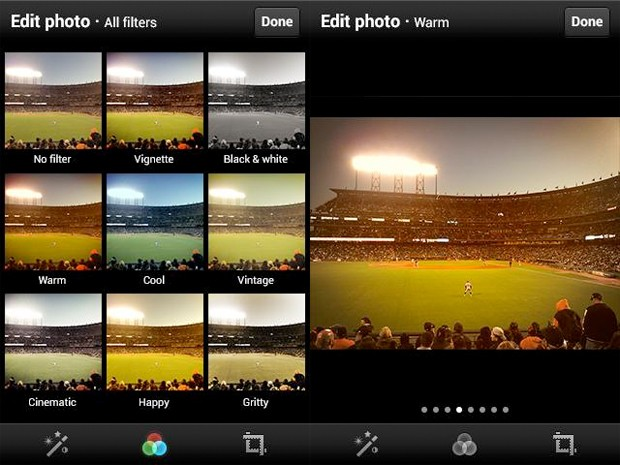 Edit photo · All filters
Done
No filter
Vignette
Black & white
Warm
Cool
Vintage
Cinematic
Happy
Gritty
Edit photo · Warm
Done